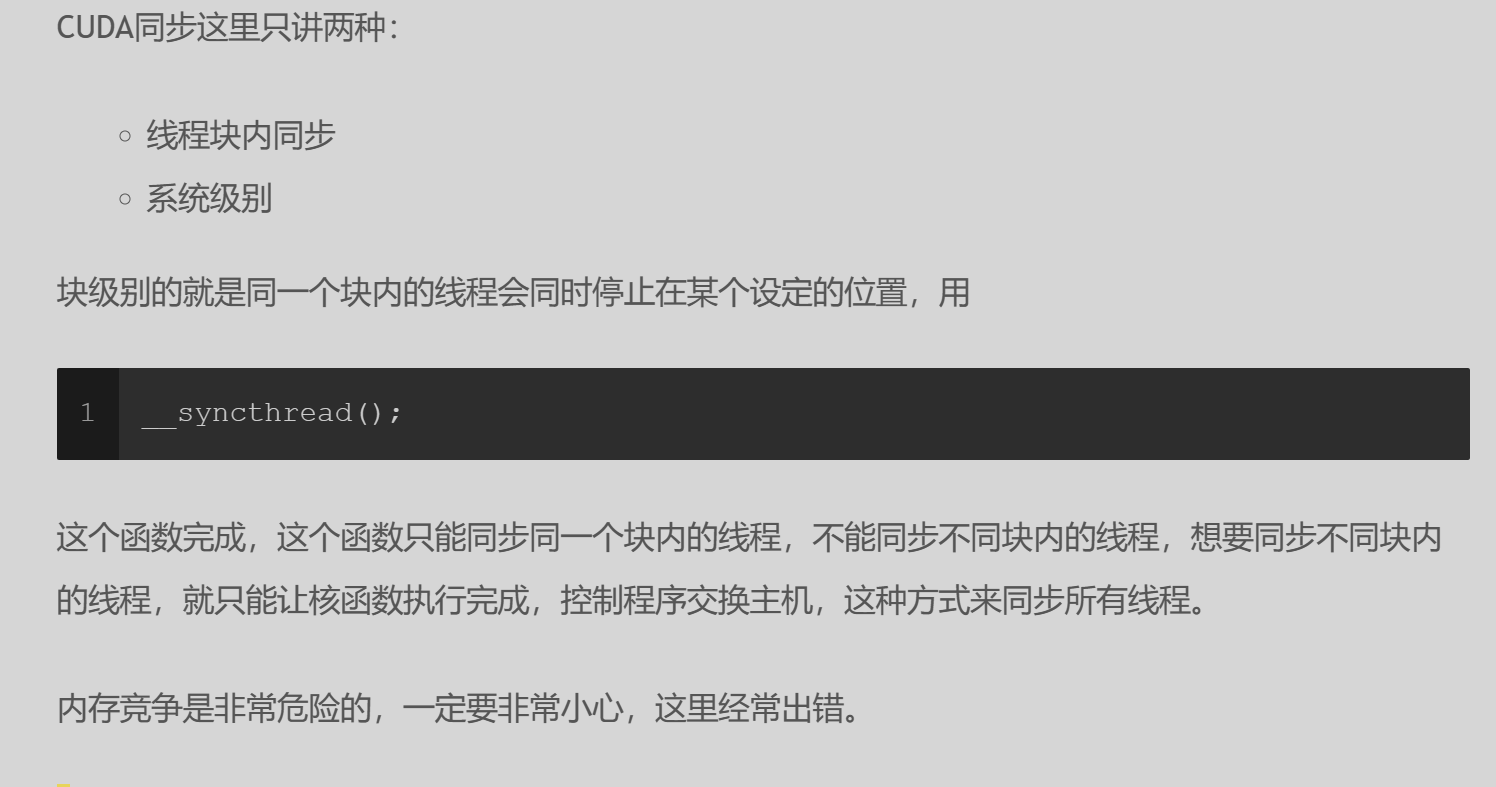 CUDA同步这里只讲两种：
线程块内同步
系统级别
块级别的就是同一个块内的线程会同时停止在某个设定的位置，用
1 __syncthread();
这个函数完成，这个函数只能同步同一个块内的线程，不能同步不同块内的线程，想要同步不同块内
的线程，就只能让核函数执行完成，控制程序交换主机，这种方式来同步所有线程。
内存竞争是非常危险的，一定要非常小心，这里经常出错。